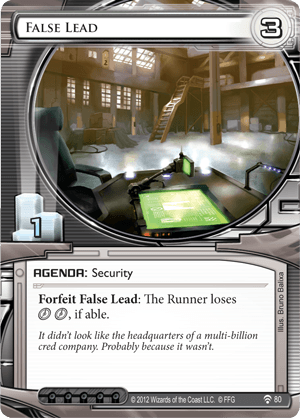 False Lead
3
1
AGENDA: Security
Forfeit False Lead: The Runner loses
, if able.
It didn't look like the headquarters of a multi-billion
cred company. Probably because it wasn't.
Illus. Bruno Balixa
© 2012 Wizards of the Coast LLC. © FFG
80